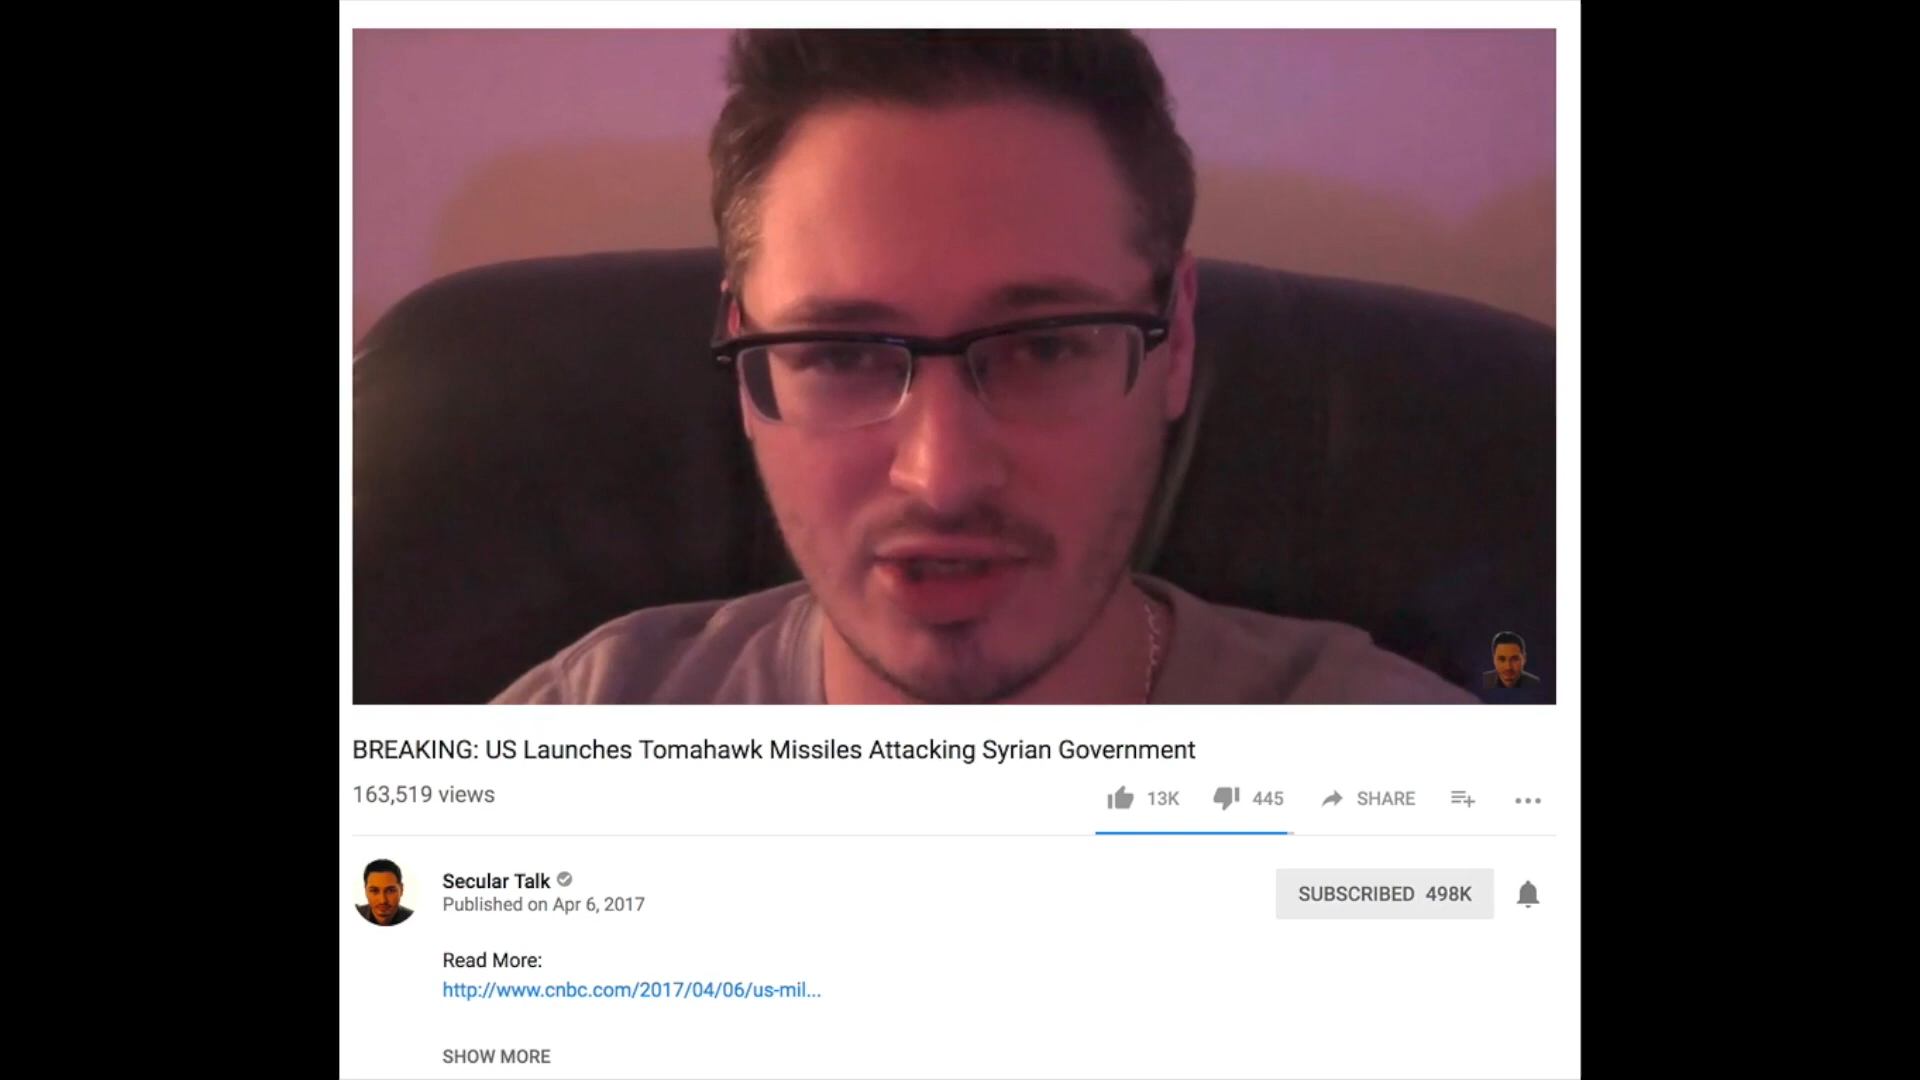 BREAKING: US Launches Tomahawk Missiles Attacking Syrian Government
163,519 views
13K 445 SHARE
Secular Talk
Published on Apr 6, 2017
SUBSCRIBED 498K
Read More:
http://www.cnbc.com/2017/04/06/us-mil...
SHOW MORE